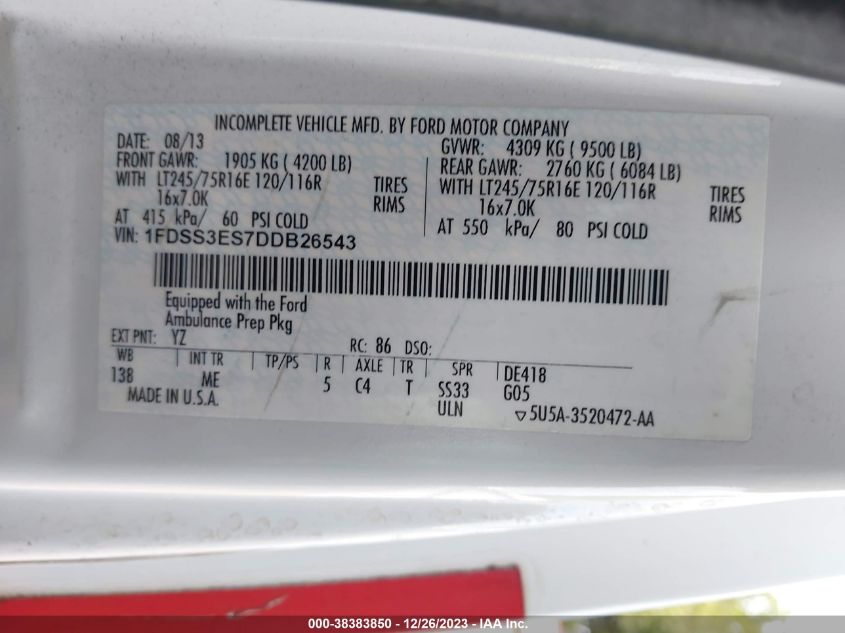 INCOMPLETE VEHICLE MFD. BY FORD MOTOR COMPANY
DATE: 08/13
FRONT GAWR: 1905 KG ( 4200 LB)
WITH LT245/75R16E 120/116R TIRES
16x7.0K RIMS
AT 415 kPa/ 60 PSI COLD
GVWR: 4309 KG ( 9500 LB)
REAR GAWR: 2760 KG ( 6084 LB)
WITH LT245/75R16E 120/116R TIRES
16x7.0K RIMS
AT 550 kPa/ 80 PSI COLD
VIN: 1FDSS3ES7DDB26543
Equipped with the Ford
Ambulance Prep Pkg
EXT PNT: YZ RC: 86 DSO:
WB INT TR TP/PS R AXLE TR SPR DE418
138 ME 5 C4 T SS33 G05
MADE IN U.S.A. ULN ▽5U5A-3520472-AA
000-38383850 - 12/26/2023 - IAA Inc.